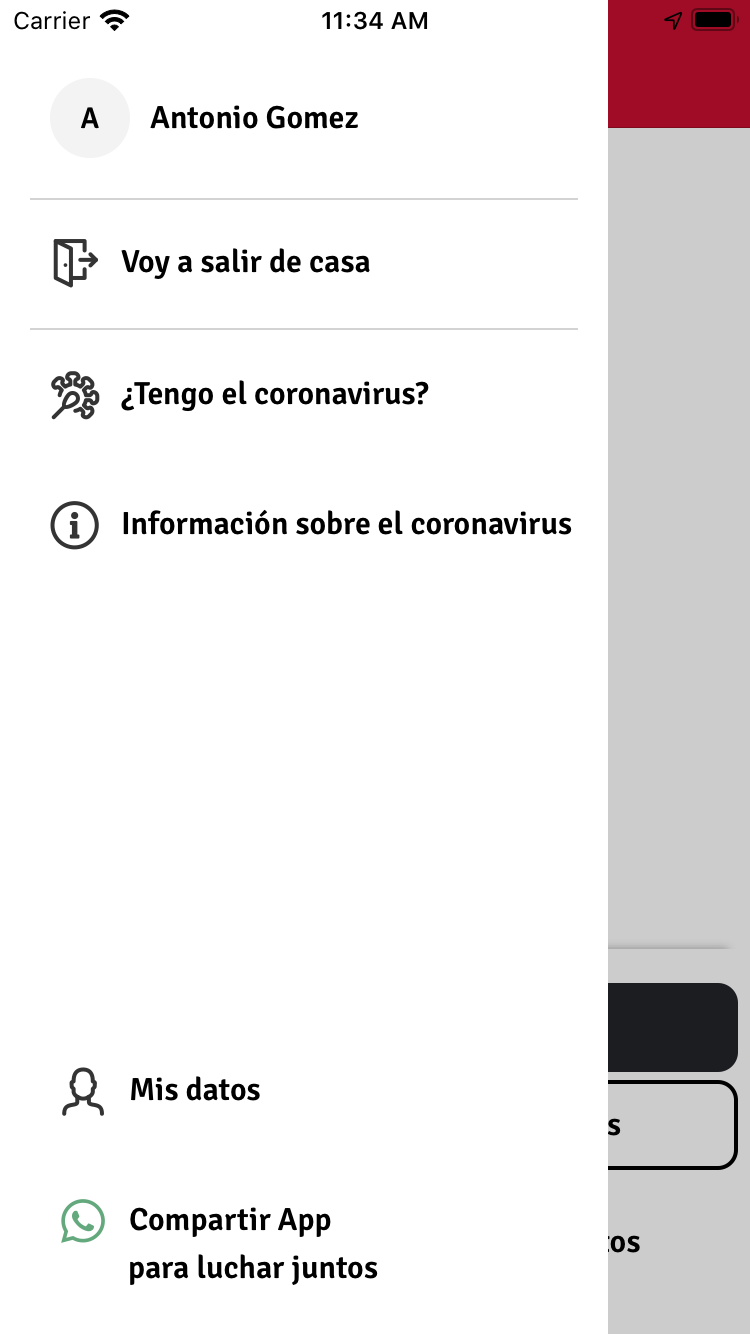 Carrier 11:34 AM
A Antonio Gomez
Voy a salir de casa
¿Tengo el coronavirus?
Información sobre el coronavirus
Mis datos
Compartir App
para luchar juntos